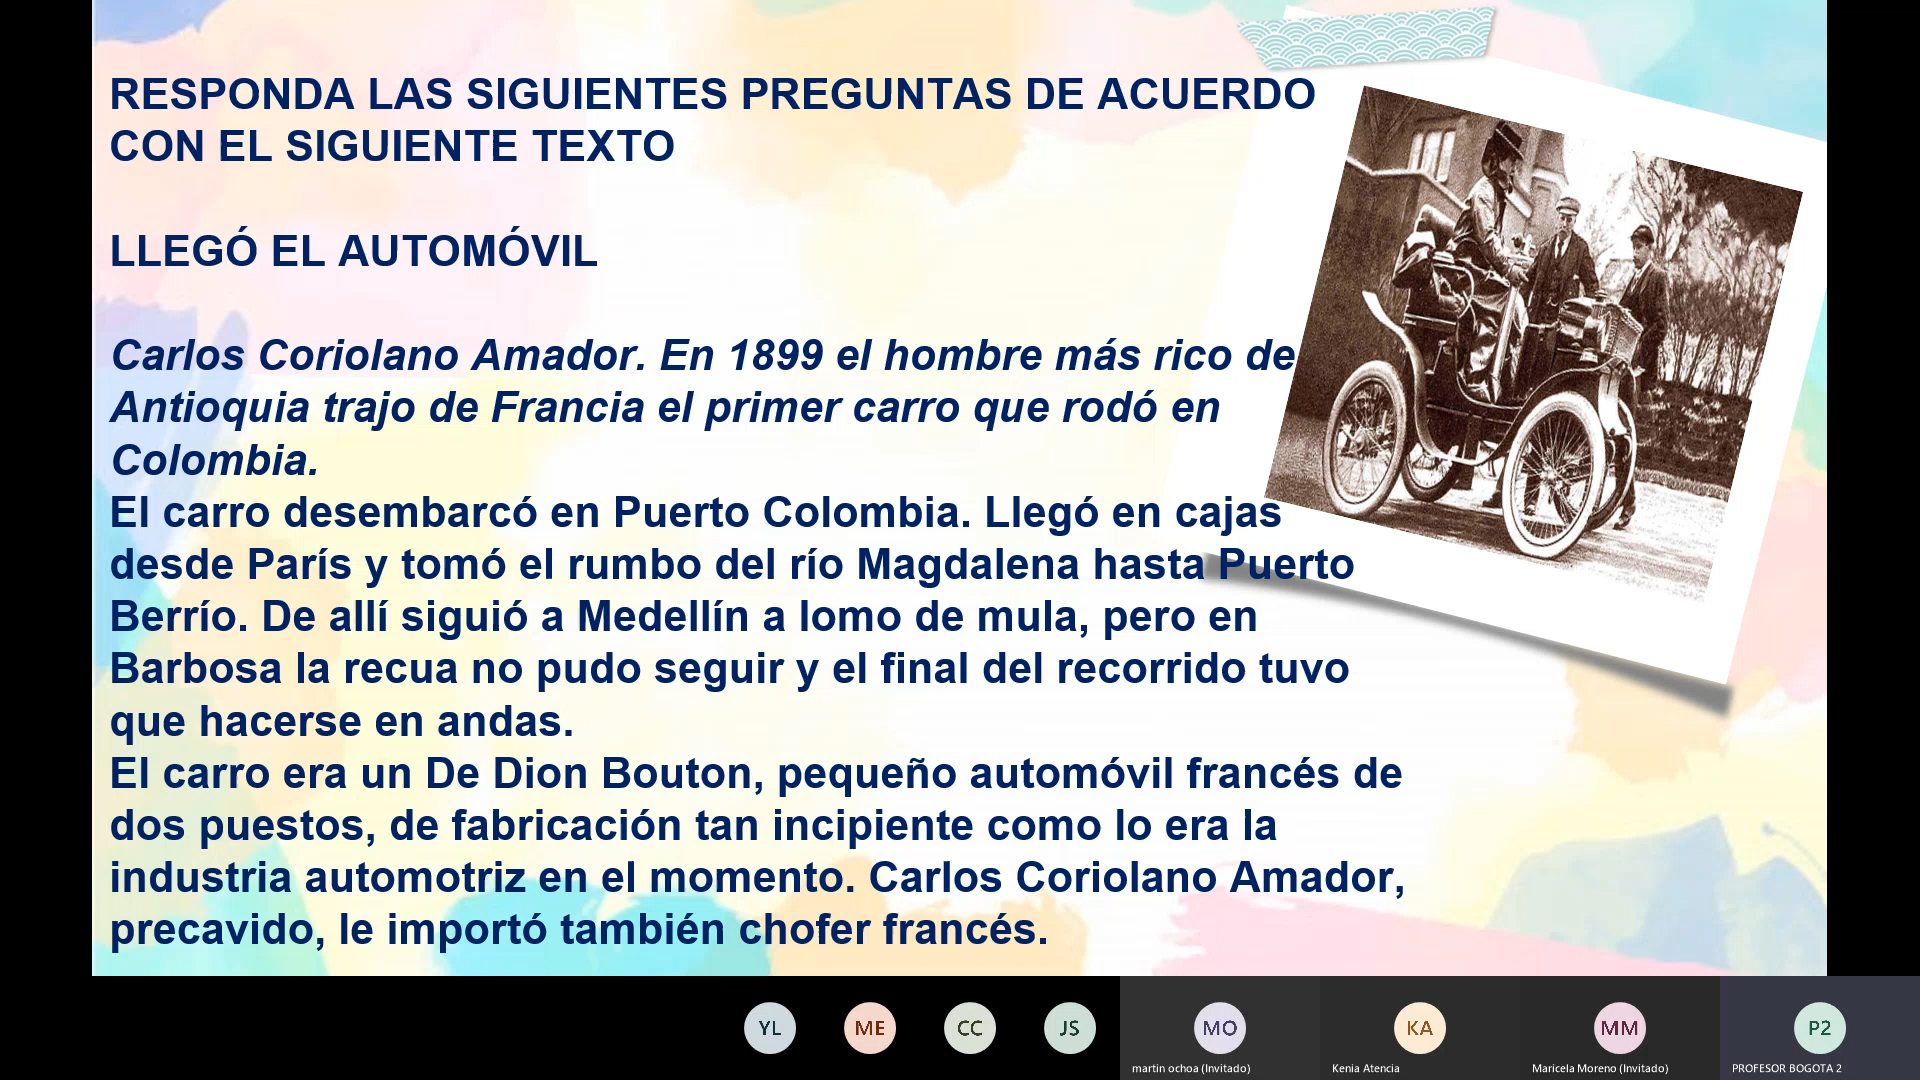 RESPONDA LAS SIGUIENTES PREGUNTAS DE ACUERDO
CON EL SIGUIENTE TEXTO
LLEGÓ EL AUTOMÓVIL
Carlos Coriolano Amador. En 1899 el hombre más rico de
Antioquia trajo de Francia el primer carro que rodó en
Colombia.
El carro desembarcó en Puerto Colombia. Llegó en cajas
desde París y tomó el rumbo del río Magdalena hasta Puerto
Berrío. De allí siguió a Medellín a lomo de mula, pero en
Barbosa la recua no pudo seguir y el final del recorrido tuvo
que hacerse en andas.
El carro era un De Dion Bouton, pequeño automóvil francés de
dos puestos, de fabricación tan incipiente como lo era la
industria automotriz en el momento. Carlos Coriolano Amador,
precavido, le importó también chofer francés.
YL ME CC JS MO KA MM P2
martin ochoa (Invitado) Kenia Atencia Maricela Moreno (Invitado) PROFESOR BOGOTA 2